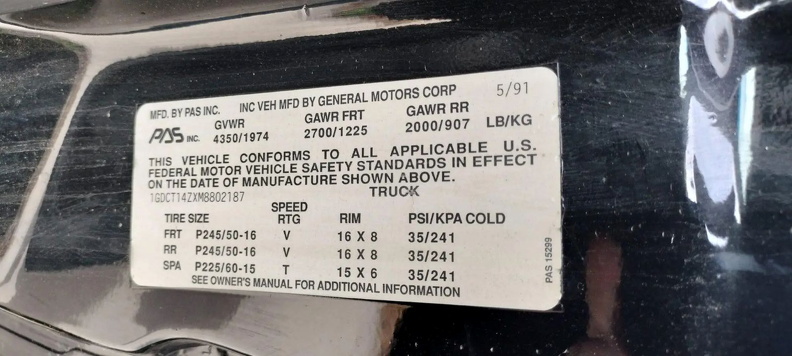 MFD. BY PAS INC. INC VEH MFD BY GENERAL MOTORS CORP 5/91
PAS INC. GVWR GAWR FRT GAWR RR
4350/1974 2700/1225 2000/907 LB/KG
THIS VEHICLE CONFORMS TO ALL APPLICABLE U.S.
FEDERAL MOTOR VEHICLE SAFETY STANDARDS IN EFFECT
ON THE DATE OF MANUFACTURE SHOWN ABOVE.
1GDCT14ZXM8802187 TRUCK
TIRE SIZE SPEED RTG RIM PSI/KPA COLD
FRT P245/50-16 V 16 X 8 35/241
RR P245/50-16 V 16 X 8 35/241
SPA P225/60-15 T 15 X 6 35/241
SEE OWNER'S MANUAL FOR ADDITIONAL INFORMATION
PAS 15299